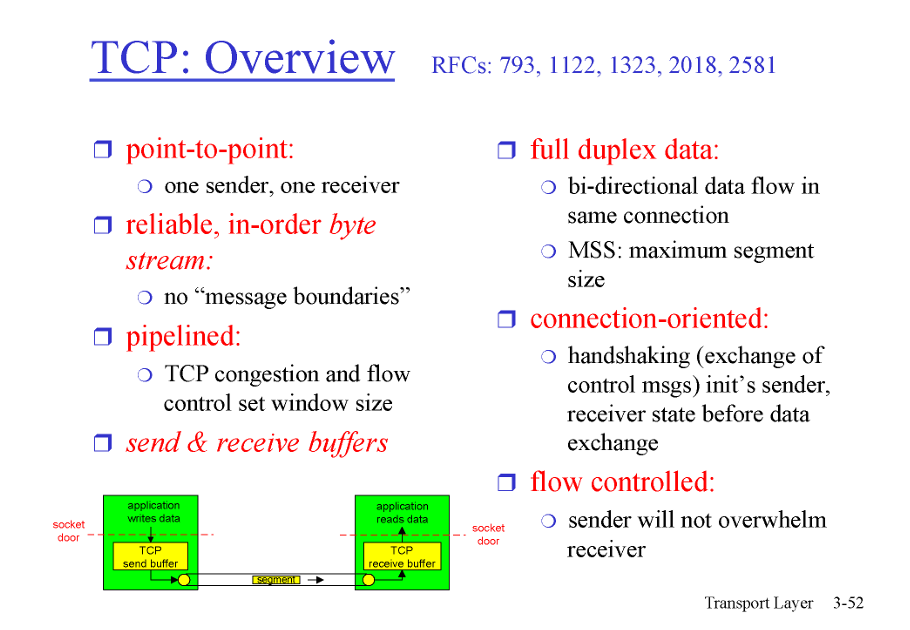 TCP: Overview RFCs: 793, 1122, 1323, 2018, 2581
point-to-point:
one sender, one receiver
reliable, in-order byte
stream:
no “message boundaries”
pipelined:
TCP congestion and flow
control set window size
send & receive buffers
socket
door
application
writes data
TCP
send buffer
segment
application
reads data
TCP
receive buffer
socket
door
full duplex data:
bi-directional data flow in
same connection
MSS: maximum segment
size
connection-oriented:
handshaking (exchange of
control msgs) init’s sender,
receiver state before data
exchange
flow controlled:
sender will not overwhelm
receiver
Transport Layer 3-52